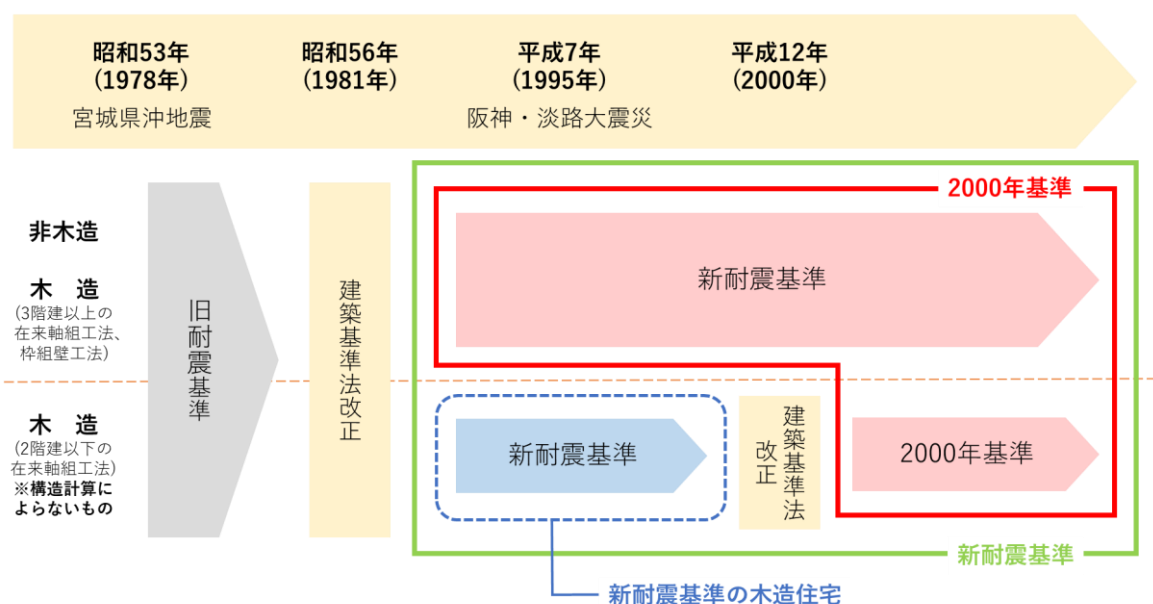 昭和53年
(1978年)
宮城県沖地震
昭和56年
(1981年)
平成7年
(1995年)
阪神・淡路大震災
平成12年
(2000年)
非木造
木　造
(3階建以上の
在来軸組工法、
枠組壁工法)
木　造
(2階建以下の
在来軸組工法)
※構造計算に
よらないもの
旧耐震基準
建築基準法改正
2000年基準
新耐震基準
新耐震基準
建築基準法
改正
2000年基準
新耐震基準
新耐震基準の木造住宅